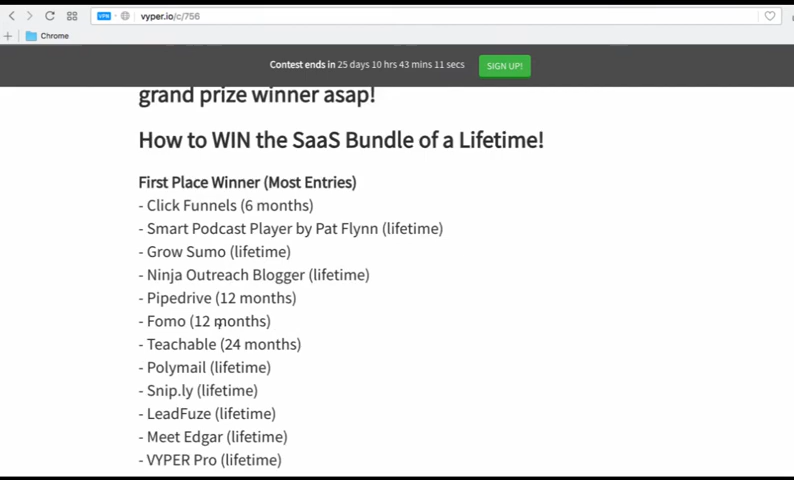 VPN vyper.io/c/756
+ Chrome
Contest ends in 25 days 10 hrs 43 mins 11 secs SIGN UP!
grand prize winner asap!
How to WIN the SaaS Bundle of a Lifetime!
First Place Winner (Most Entries)
- Click Funnels (6 months)
- Smart Podcast Player by Pat Flynn (lifetime)
- Grow Sumo (lifetime)
- Ninja Outreach Blogger (lifetime)
- Pipedrive (12 months)
- Fomo (12 months)
- Teachable (24 months)
- Polymail (lifetime)
- Snip.ly (lifetime)
- LeadFuze (lifetime)
- Meet Edgar (lifetime)
- VYPER Pro (lifetime)